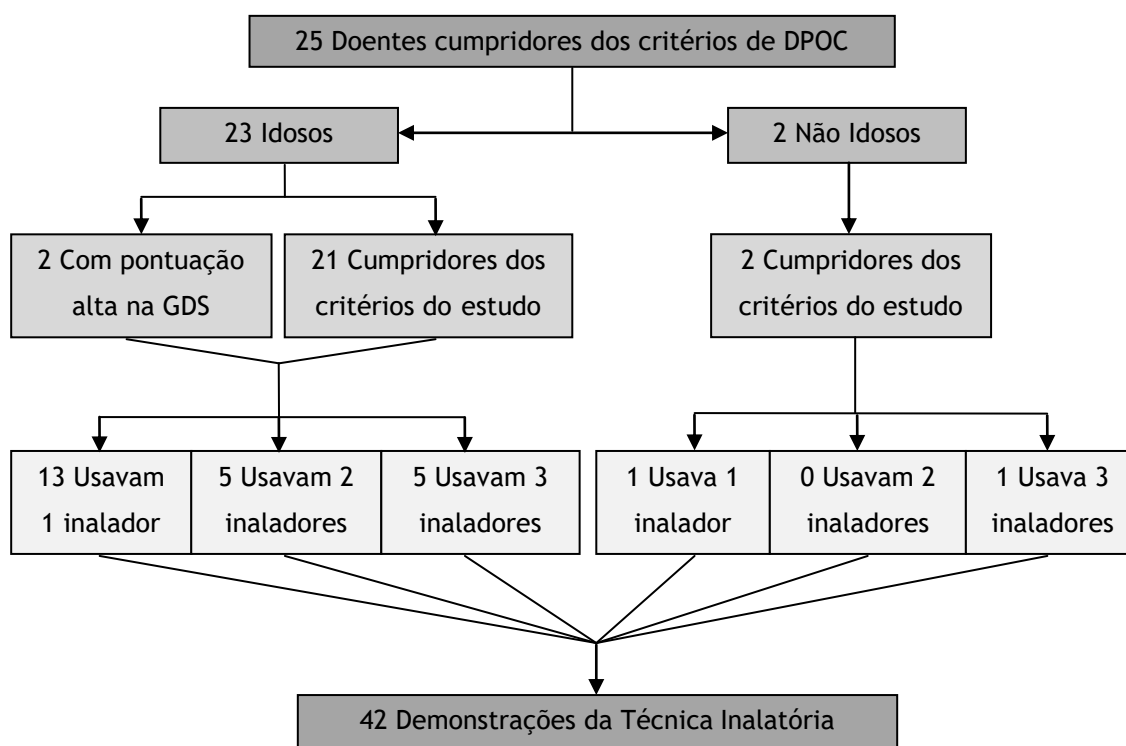 25 Doentes cumpridores dos critérios de DPOC
23 Idosos
2 Não Idosos
2 Com pontuação
alta na GDS
21 Cumpridores dos
critérios do estudo
2 Cumpridores dos
critérios do estudo
13 Usavam
1 inalador
5 Usavam 2
inaladores
5 Usavam 3
inaladores
1 Usava 1
inalador
0 Usavam 2
inaladores
1 Usava 3
inaladores
42 Demonstrações da Técnica Inalatória